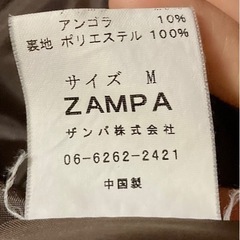 アンゴラ 10%
裏地 ポリエステル 100%
サイズ M
ZAMPA
ザンパ株式会社
06-6262-2421
中国製